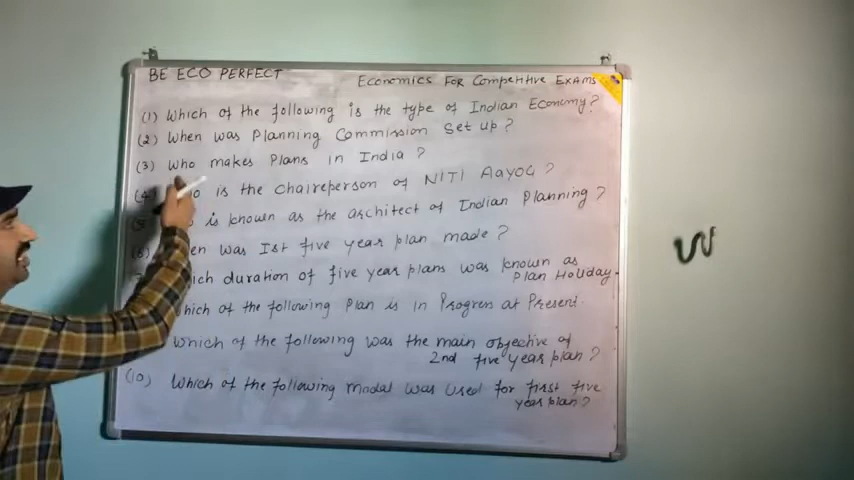 BE ECO PERFECT
ECONOMICS FOR COMPETITIVE EXAMS
(1) Which of the following is the type of Indian Economy?
(2) When was Planning Commission Set up?
(3) Who makes Plans in India?
(4) o is the Chaireperson of NITI AAYOG?
is known as the architect of Indian Planning?
(6) en was Ist five year plan made?
ich duration of five year plans was known as
Plan Holiday.
hich of the following Plan is in Progress at Present.
Which of the following was the main objective of
2nd five year plan?
(10) Which of the following modal was used for first five
year plan?